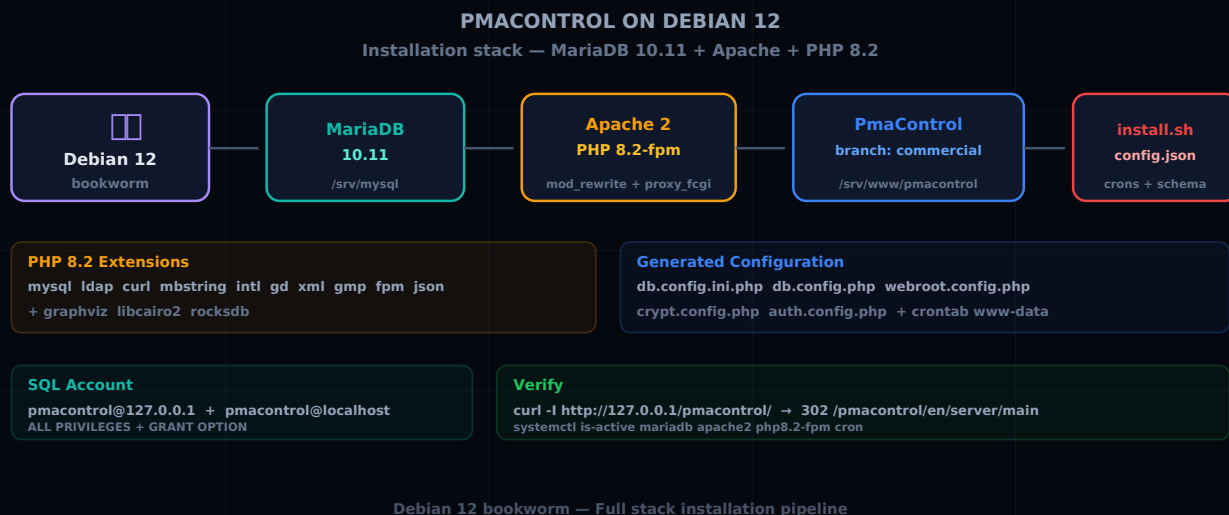 PMACONTROL ON DEBIAN 12
Installation stack — MariaDB 10.11 + Apache + PHP 8.2
Debian 12
bookworm
MariaDB
10.11
/srv/mysql
Apache 2
PHP 8.2-fpm
mod_rewrite + proxy_fcgi
PmaControl
branch: commercial
/srv/www/pmacontrol
install.sh
config.json
crons + schema
PHP 8.2 Extensions
mysql ldap curl mbstring intl gd xml gmp fpm json
+ graphviz libcairo2 rocksdb
Generated Configuration
db.config.ini.php db.config.php webroot.config.php
crypt.config.php auth.config.php + crontab www-data
SQL Account
pmacontrol@127.0.0.1 + pmacontrol@localhost
ALL PRIVILEGES + GRANT OPTION
Verify
curl -I http://127.0.0.1/pmacontrol/ → 302 /pmacontrol/en/server/main
systemctl is-active mariadb apache2 php8.2-fpm cron
Debian 12 bookworm — Full stack installation pipeline